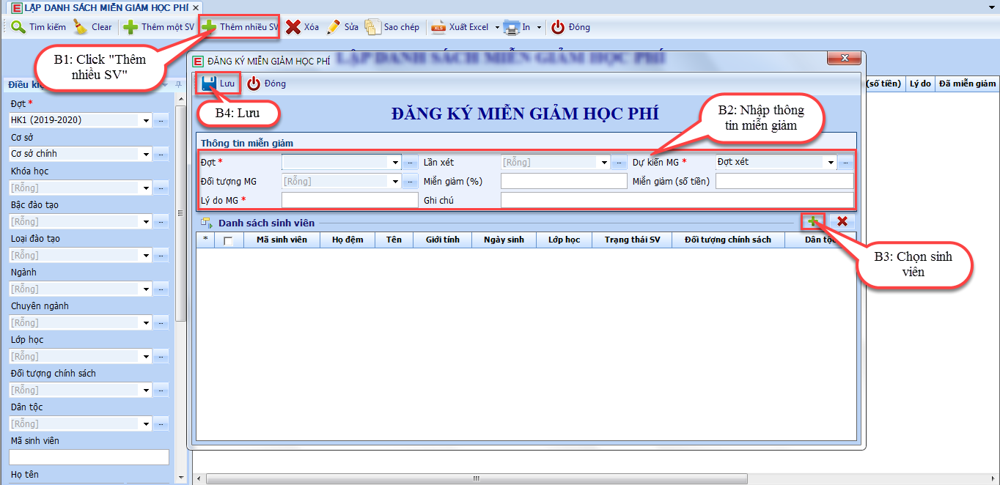 LẬP DANH SÁCH MIỄN GIẢM HỌC PHÍ
Tìm kiếm Clear Thêm một SV Thêm nhiều SV Xóa Sửa Sao chép Xuất Excel In Đóng
B1: Click "Thêm
nhiều SV"
ĐĂNG KÝ MIỄN GIẢM HỌC PHÍ
LẬP DANH SÁCH MIỄN GIẢM HỌC PHÍ
(số tiền) Lý do Đã miễn giảm
Lưu Đóng
B4: Lưu
ĐĂNG KÝ MIỄN GIẢM HỌC PHÍ
B2: Nhập thông
tin miễn giảm
Thông tin miễn giảm
Đợt * Lần xét [Rỗng] Dự kiến MG * Đợt xét
Đối tượng MG [Rỗng] Miễn giảm (%) Miễn giảm (số tiền)
Lý do MG * Ghi chú
Danh sách sinh viên
* Mã sinh viên Họ đệm Tên Giới tính Ngày sinh Lớp học Trạng thái SV Đối tượng chính sách Dân tộc
B3: Chọn sinh
viên
Đợt *
HK1 (2019-2020)
Cơ sở
Cơ sở chính
Khóa học
[Rỗng]
Bậc đào tạo
[Rỗng]
Loại đào tạo
[Rỗng]
Ngành
[Rỗng]
Chuyên ngành
[Rỗng]
Lớp học
[Rỗng]
Đối tượng chính sách
[Rỗng]
Dân tộc
[Rỗng]
Mã sinh viên
Họ tên